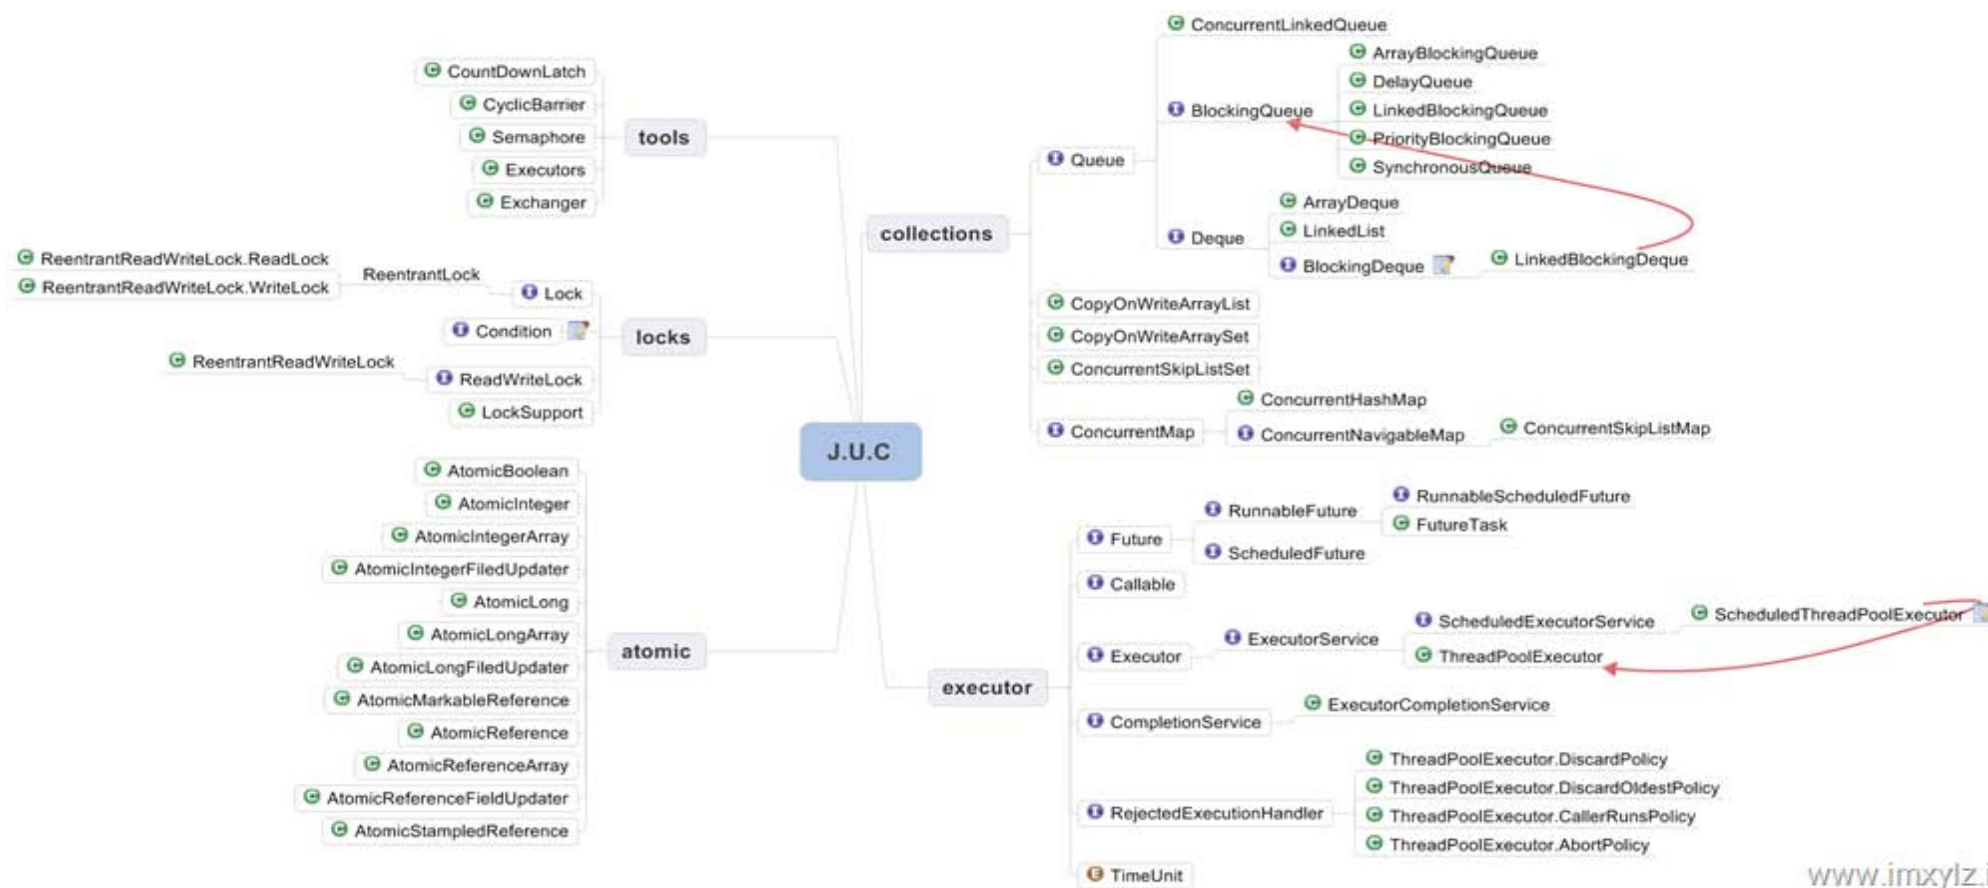 J.U.C
tools
CountDownLatch
CyclicBarrier
Semaphore
Executors
Exchanger
locks
Lock
ReentrantLock
ReentrantReadWriteLock.ReadLock
ReentrantReadWriteLock.WriteLock
Condition
ReadWriteLock
ReentrantReadWriteLock
LockSupport
atomic
AtomicBoolean
AtomicInteger
AtomicIntegerArray
AtomicIntegerFiledUpdater
AtomicLong
AtomicLongArray
AtomicLongFiledUpdater
AtomicMarkableReference
AtomicReference
AtomicReferenceArray
AtomicReferenceFieldUpdater
AtomicStampledReference
collections
Queue
ConcurrentLinkedQueue
BlockingQueue
ArrayBlockingQueue
DelayQueue
LinkedBlockingQueue
PriorityBlockingQueue
SynchronousQueue
Deque
ArrayDeque
LinkedList
BlockingDeque
LinkedBlockingDeque
CopyOnWriteArrayList
CopyOnWriteArraySet
ConcurrentSkipListSet
ConcurrentMap
ConcurrentHashMap
ConcurrentNavigableMap
ConcurrentSkipListMap
executor
Future
RunnableFuture
RunnableScheduledFuture
FutureTask
ScheduledFuture
Callable
Executor
ExecutorService
ScheduledExecutorService
ScheduledThreadPoolExecutor
ThreadPoolExecutor
CompletionService
ExecutorCompletionService
RejectedExecutionHandler
ThreadPoolExecutor.DiscardPolicy
ThreadPoolExecutor.DiscardOldestPolicy
ThreadPoolExecutor.CallerRunsPolicy
ThreadPoolExecutor.AbortPolicy
TimeUnit
www.imxylz.